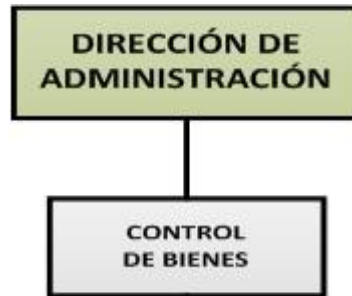 DIRECCIÓN DE
ADMINISTRACIÓN
CONTROL
DE BIENES